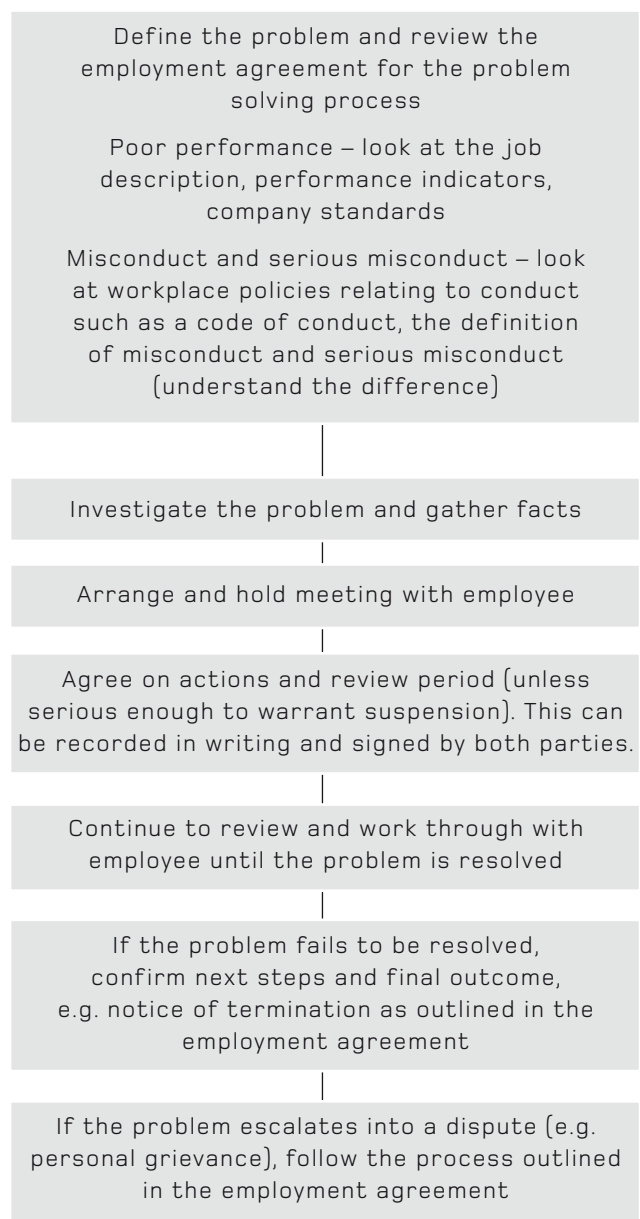 Define the problem and review the
employment agreement for the problem
solving process
Poor performance – look at the job
description, performance indicators,
company standards
Misconduct and serious misconduct – look
at workplace policies relating to conduct
such as a code of conduct, the definition
of misconduct and serious misconduct
(understand the difference)
Investigate the problem and gather facts
Arrange and hold meeting with employee
Agree on actions and review period (unless
serious enough to warrant suspension). This can
be recorded in writing and signed by both parties.
Continue to review and work through with
employee until the problem is resolved
If the problem fails to be resolved,
confirm next steps and final outcome,
e.g. notice of termination as outlined in the
employment agreement
If the problem escalates into a dispute (e.g.
personal grievance), follow the process outlined
in the employment agreement